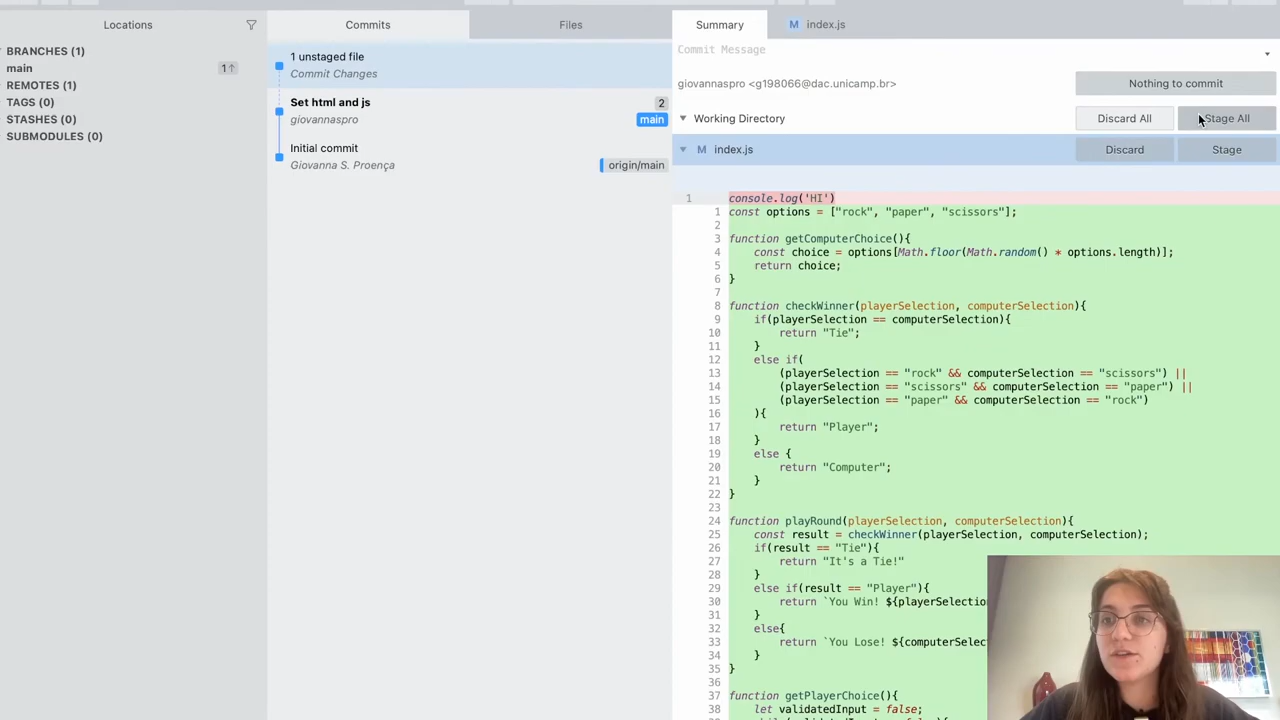 Locations
BRANCHES (1)
main 1↑
REMOTES (1)
TAGS (0)
STASHES (0)
SUBMODULES (0)
Commits
Files
1 unstaged file
Commit Changes
Set html and js 2
giovannaspro main
Initial commit
Giovanna S. Proença origin/main
Summary
M index.js
Commit Message
giovannaspro <g198066@dac.unicamp.br> Nothing to commit
Working Directory Discard All Stage All
M index.js Discard Stage
1 console.log('HI')
1 const options = ["rock", "paper", "scissors"];
2
3 function getComputerChoice(){
4 const choice = options[Math.floor(Math.random() * options.length)];
5 return choice;
6 }
7
8 function checkWinner(playerSelection, computerSelection){
9 if(playerSelection == computerSelection){
10 return "Tie";
11 }
12 else if(
13 (playerSelection == "rock" && computerSelection == "scissors") ||
14 (playerSelection == "scissors" && computerSelection == "paper") ||
15 (playerSelection == "paper" && computerSelection == "rock")
16 ){
17 return "Player";
18 }
19 else {
20 return "Computer";
21 }
22 }
23
24 function playRound(playerSelection, computerSelection){
25 const result = checkWinner(playerSelection, computerSelection);
26 if(result == "Tie"){
27 return "It's a Tie!"
28 }
29 else if(result == "Player"){
30 return `You Win! ${playerSelectio
31 }
32 else{
33 return `You Lose! ${computerSelec
34 }
35 }
36
37 function getPlayerChoice(){
38 let validatedInput = false;